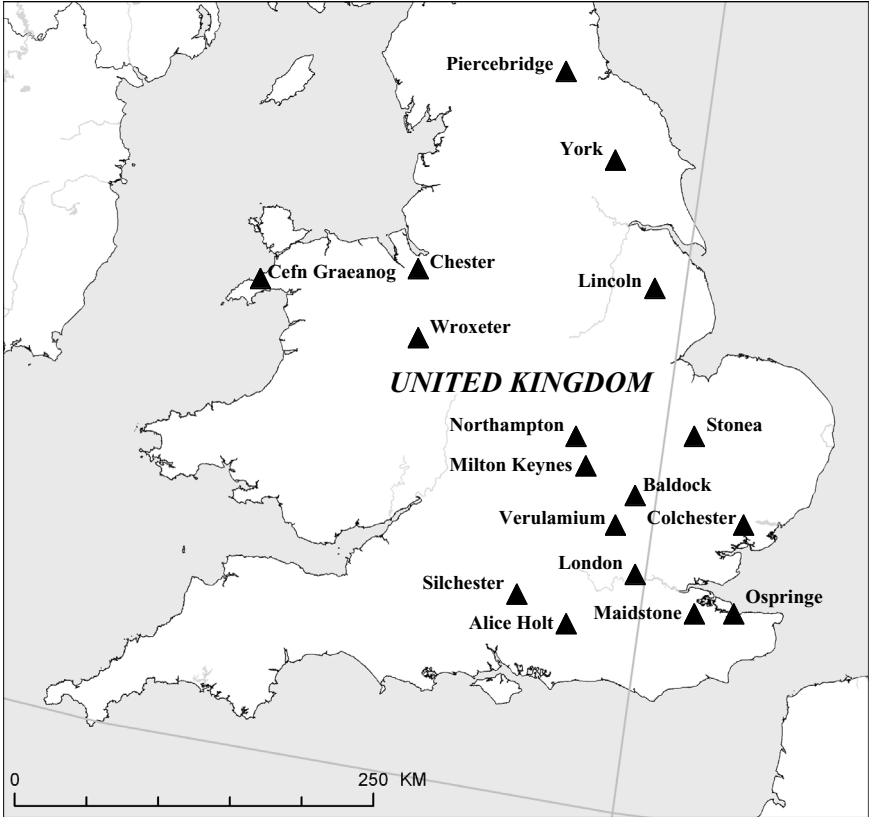 Piercebridge
York
Chester
Cefn Graeanog
Lincoln
Wroxeter
UNITED KINGDOM
Northampton
Stonea
Milton Keynes
Baldock
Verulamium
Colchester
London
Silchester
Ospringe
Maidstone
Alice Holt
0 250 KM